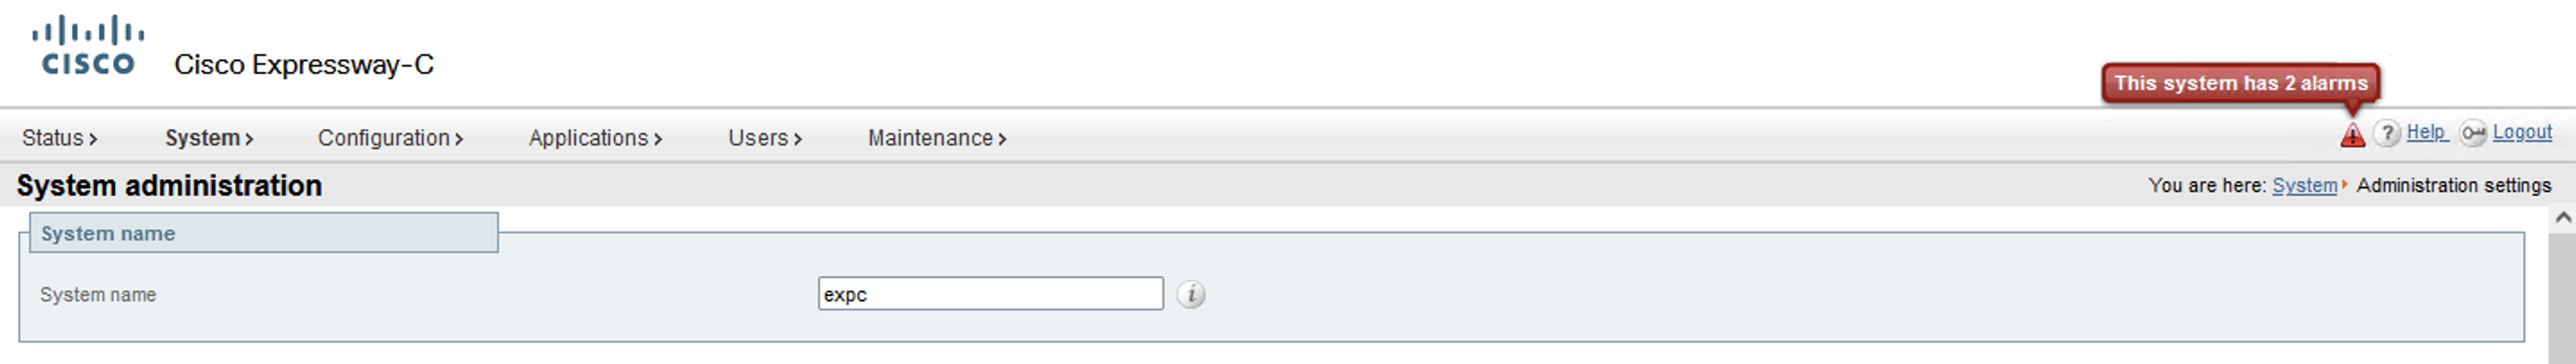 CISCO Cisco Expressway-C
This system has 2 alarms
Status› System› Configuration› Applications› Users› Maintenance› ? Help Logout
System administration You are here: System Administration settings
System name
System name expc i